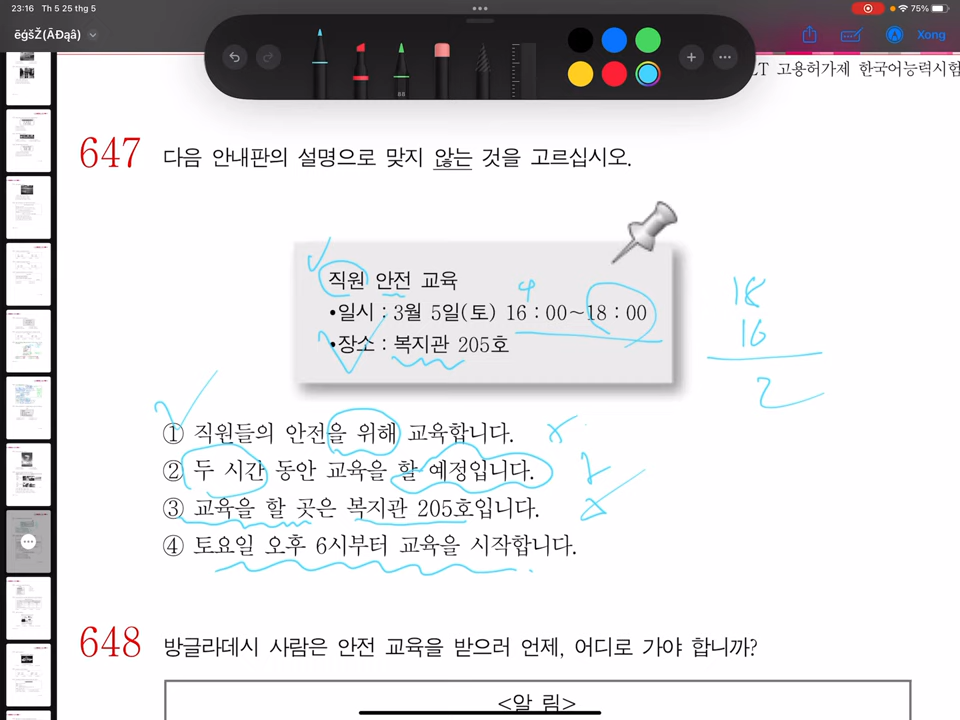 23:16 Th 5 25 thg 5
75%
ēģšŽ(ÂĐąâ)
Xong
고용허가제 한국어능력시험
647 다음 안내판의 설명으로 맞지 않는 것을 고르십시오.
직원 안전 교육
•일시 : 3월 5일(토) 16 : 00~18 : 00
4
•장소 : 복지관 205호
18
16
2
① 직원들의 안전을 위해 교육합니다.
② 두 시간 동안 교육을 할 예정입니다.
③ 교육을 할 곳은 복지관 205호입니다.
④ 토요일 오후 6시부터 교육을 시작합니다.
648 방글라데시 사람은 안전 교육을 받으러 언제, 어디로 가야 합니까?
<알 림>